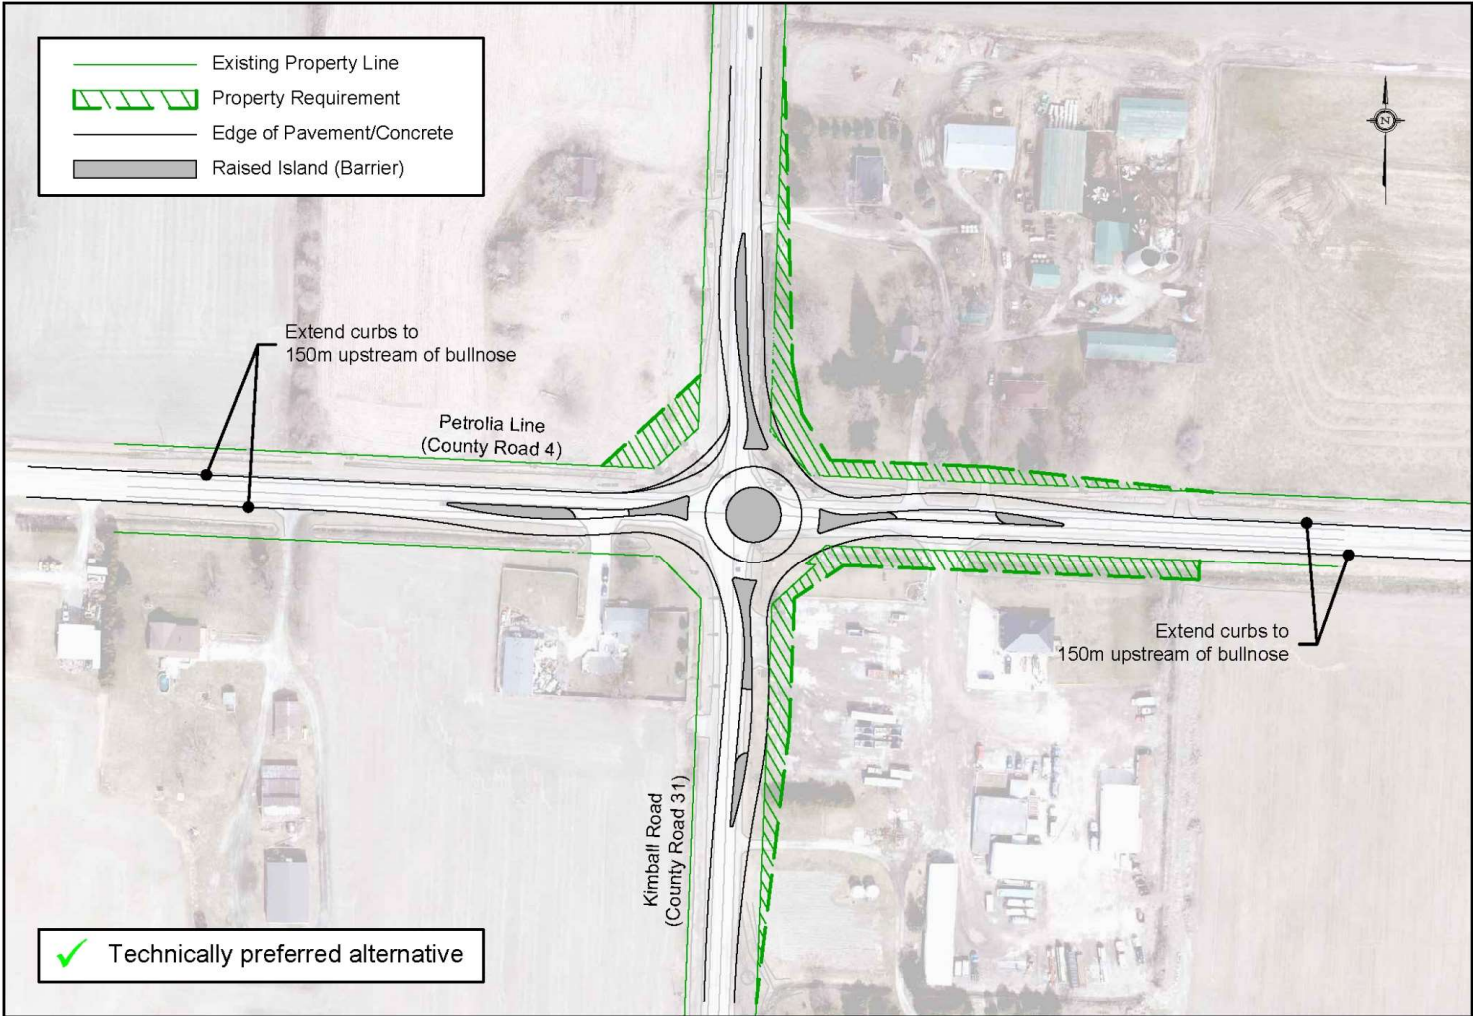 Existing Property Line
Property Requirement
Edge of Pavement/Concrete
Raised Island (Barrier)
N
Extend curbs to
150m upstream of bullnose
Petrolia Line
(County Road 4)
Extend curbs to
150m upstream of bullnose
Kimball Road
(County Road 31)
Technically preferred alternative